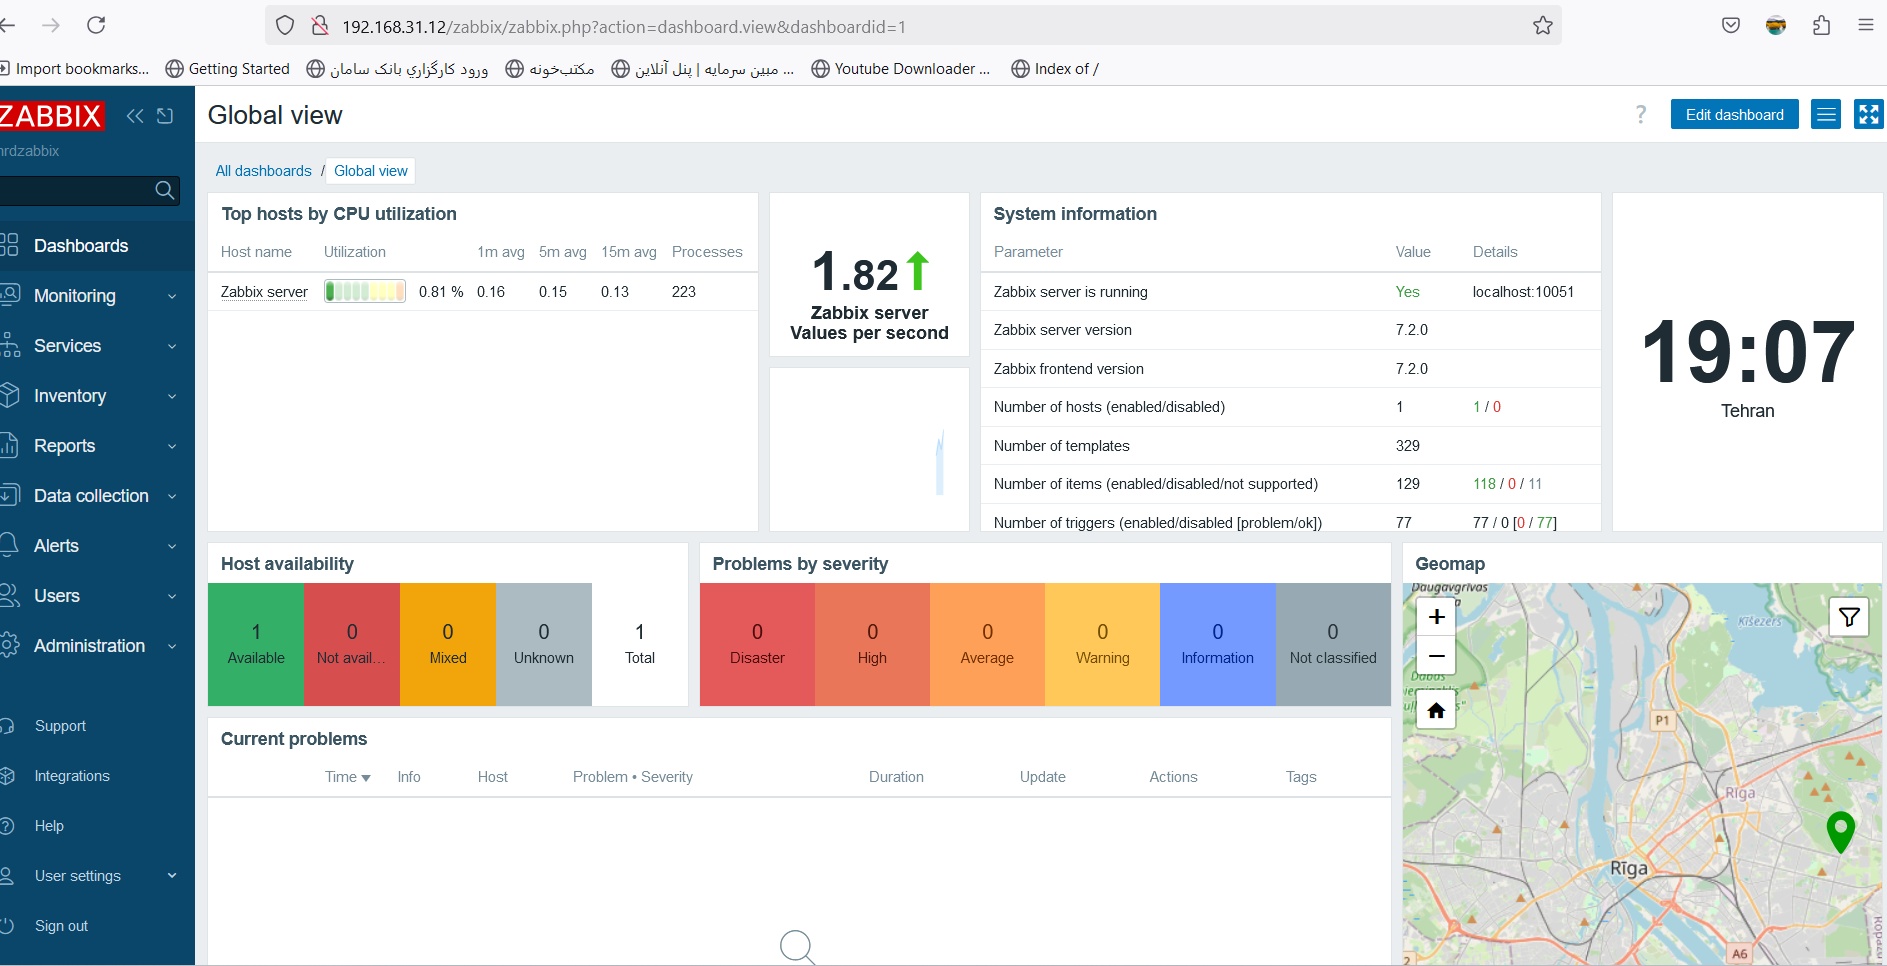 192.168.31.12/zabbix/zabbix.php?action=dashboard.view&dashboardid=1
Import bookmarks... Getting Started ورود کارگزاري بانک سامان مکتب‌خونه مبین سرمایه | پنل آنلاین ... Youtube Downloader ... Index of /
ZABBIX
Global view
? Edit dashboard
All dashboards / Global view
Dashboards
Monitoring
Services
Inventory
Reports
Data collection
Alerts
Users
Administration
Support
Integrations
Help
User settings
Sign out
Top hosts by CPU utilization
Host name Utilization 1m avg 5m avg 15m avg Processes
Zabbix server 0.81 % 0.16 0.15 0.13 223
1.82
Zabbix server
Values per second
System information
Parameter Value Details
Zabbix server is running Yes localhost:10051
Zabbix server version 7.2.0
Zabbix frontend version 7.2.0
Number of hosts (enabled/disabled) 1 1 / 0
Number of templates 329
Number of items (enabled/disabled/not supported) 129 118 / 0 / 11
Number of triggers (enabled/disabled [problem/ok]) 77 77 / 0 [0 / 77]
19:07
Tehran
Host availability
1 0 0 0 1
Available Not avail... Mixed Unknown Total
Problems by severity
0 0 0 0 0 0
Disaster High Average Warning Information Not classified
Geomap
Daugavgrīvas
Ķīšezers
+
−
Dabas
P1
Rīga
Rīga
A6
2
Current problems
Time Info Host Problem • Severity Duration Update Actions Tags